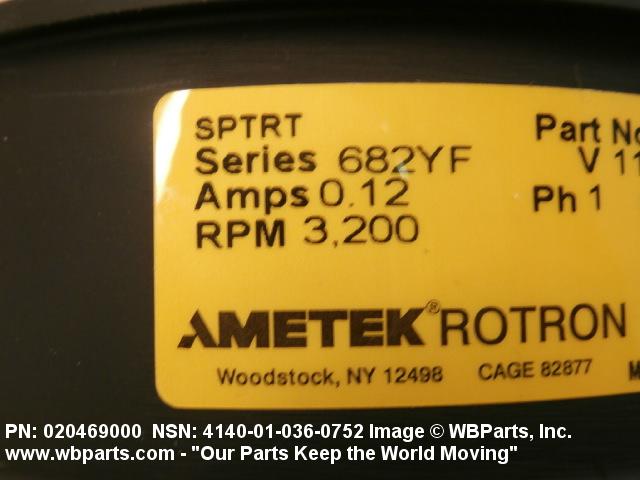 SPTRT Part
Series 682YF V
Amps 0.12 Ph 1
RPM 3,200
AMETEK® ROTRON
Woodstock, NY 12498 CAGE 82877
PN: 020469000 NSN: 4140-01-036-0752 Image © WBParts, Inc.
www.wbparts.com - "Our Parts Keep the World Moving"